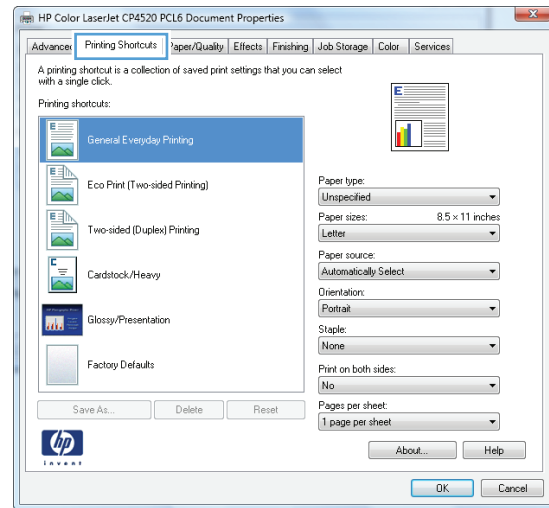 HP Color LaserJet CP4520 PCL6 Document Properties
Advanced Printing Shortcuts Paper/Quality Effects Finishing Job Storage Color Services
A printing shortcut is a collection of saved print settings that you can select
with a single click.
Printing shortcuts:
General Everyday Printing
Eco Print (Two-sided Printing)
Two-sided (Duplex) Printing
Cardstock/Heavy
Glossy/Presentation
Factory Defaults
Save As... Delete Reset
E
Paper type:
Unspecified
Paper sizes: 8.5 × 11 inches
Letter
Paper source:
Automatically Select
Orientation:
Portrait
Staple:
None
Print on both sides:
No
Pages per sheet:
1 page per sheet
hp
invent
About... Help
OK Cancel